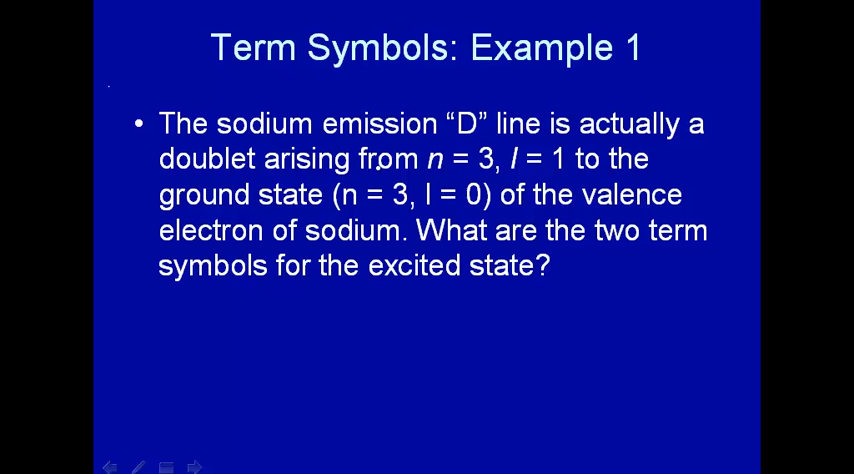 Term Symbols: Example 1
• The sodium emission “D” line is actually a
doublet arising from n = 3, l = 1 to the
ground state (n = 3, l = 0) of the valence
electron of sodium. What are the two term
symbols for the excited state?